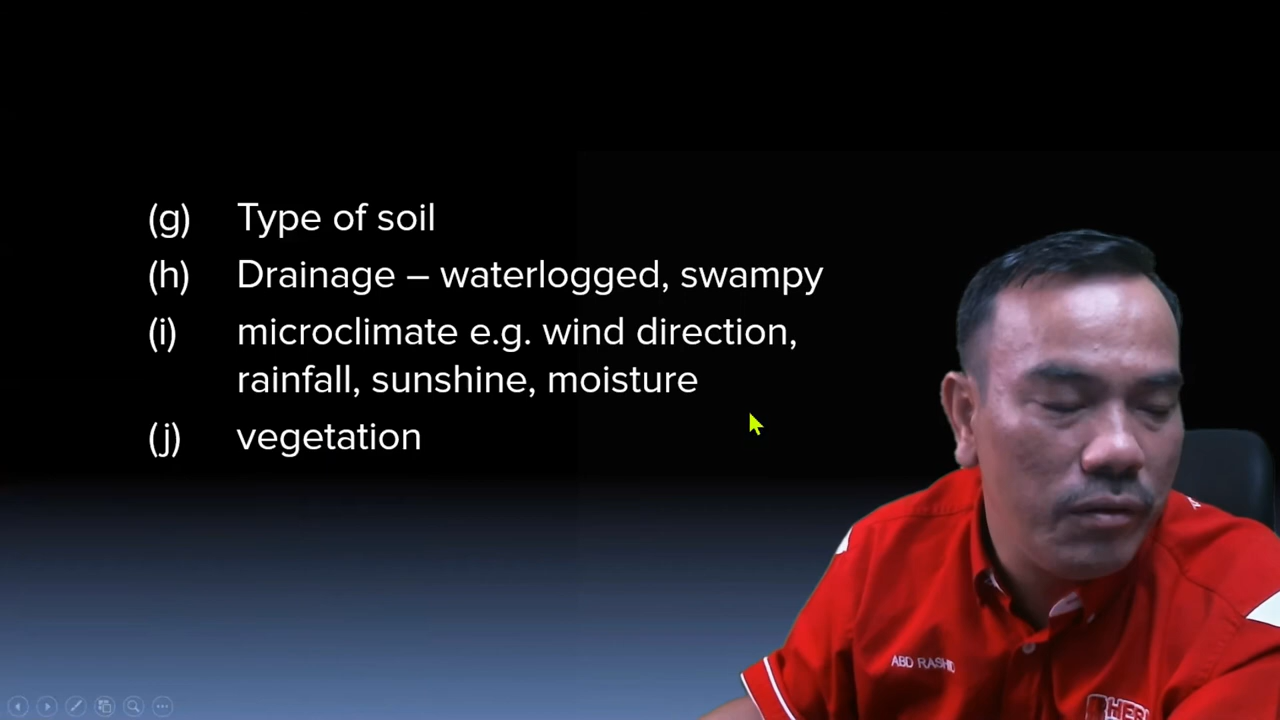 (g) Type of soil
(h) Drainage – waterlogged, swampy
(i) microclimate e.g. wind direction,
rainfall, sunshine, moisture
(j) vegetation
ABD RASHID